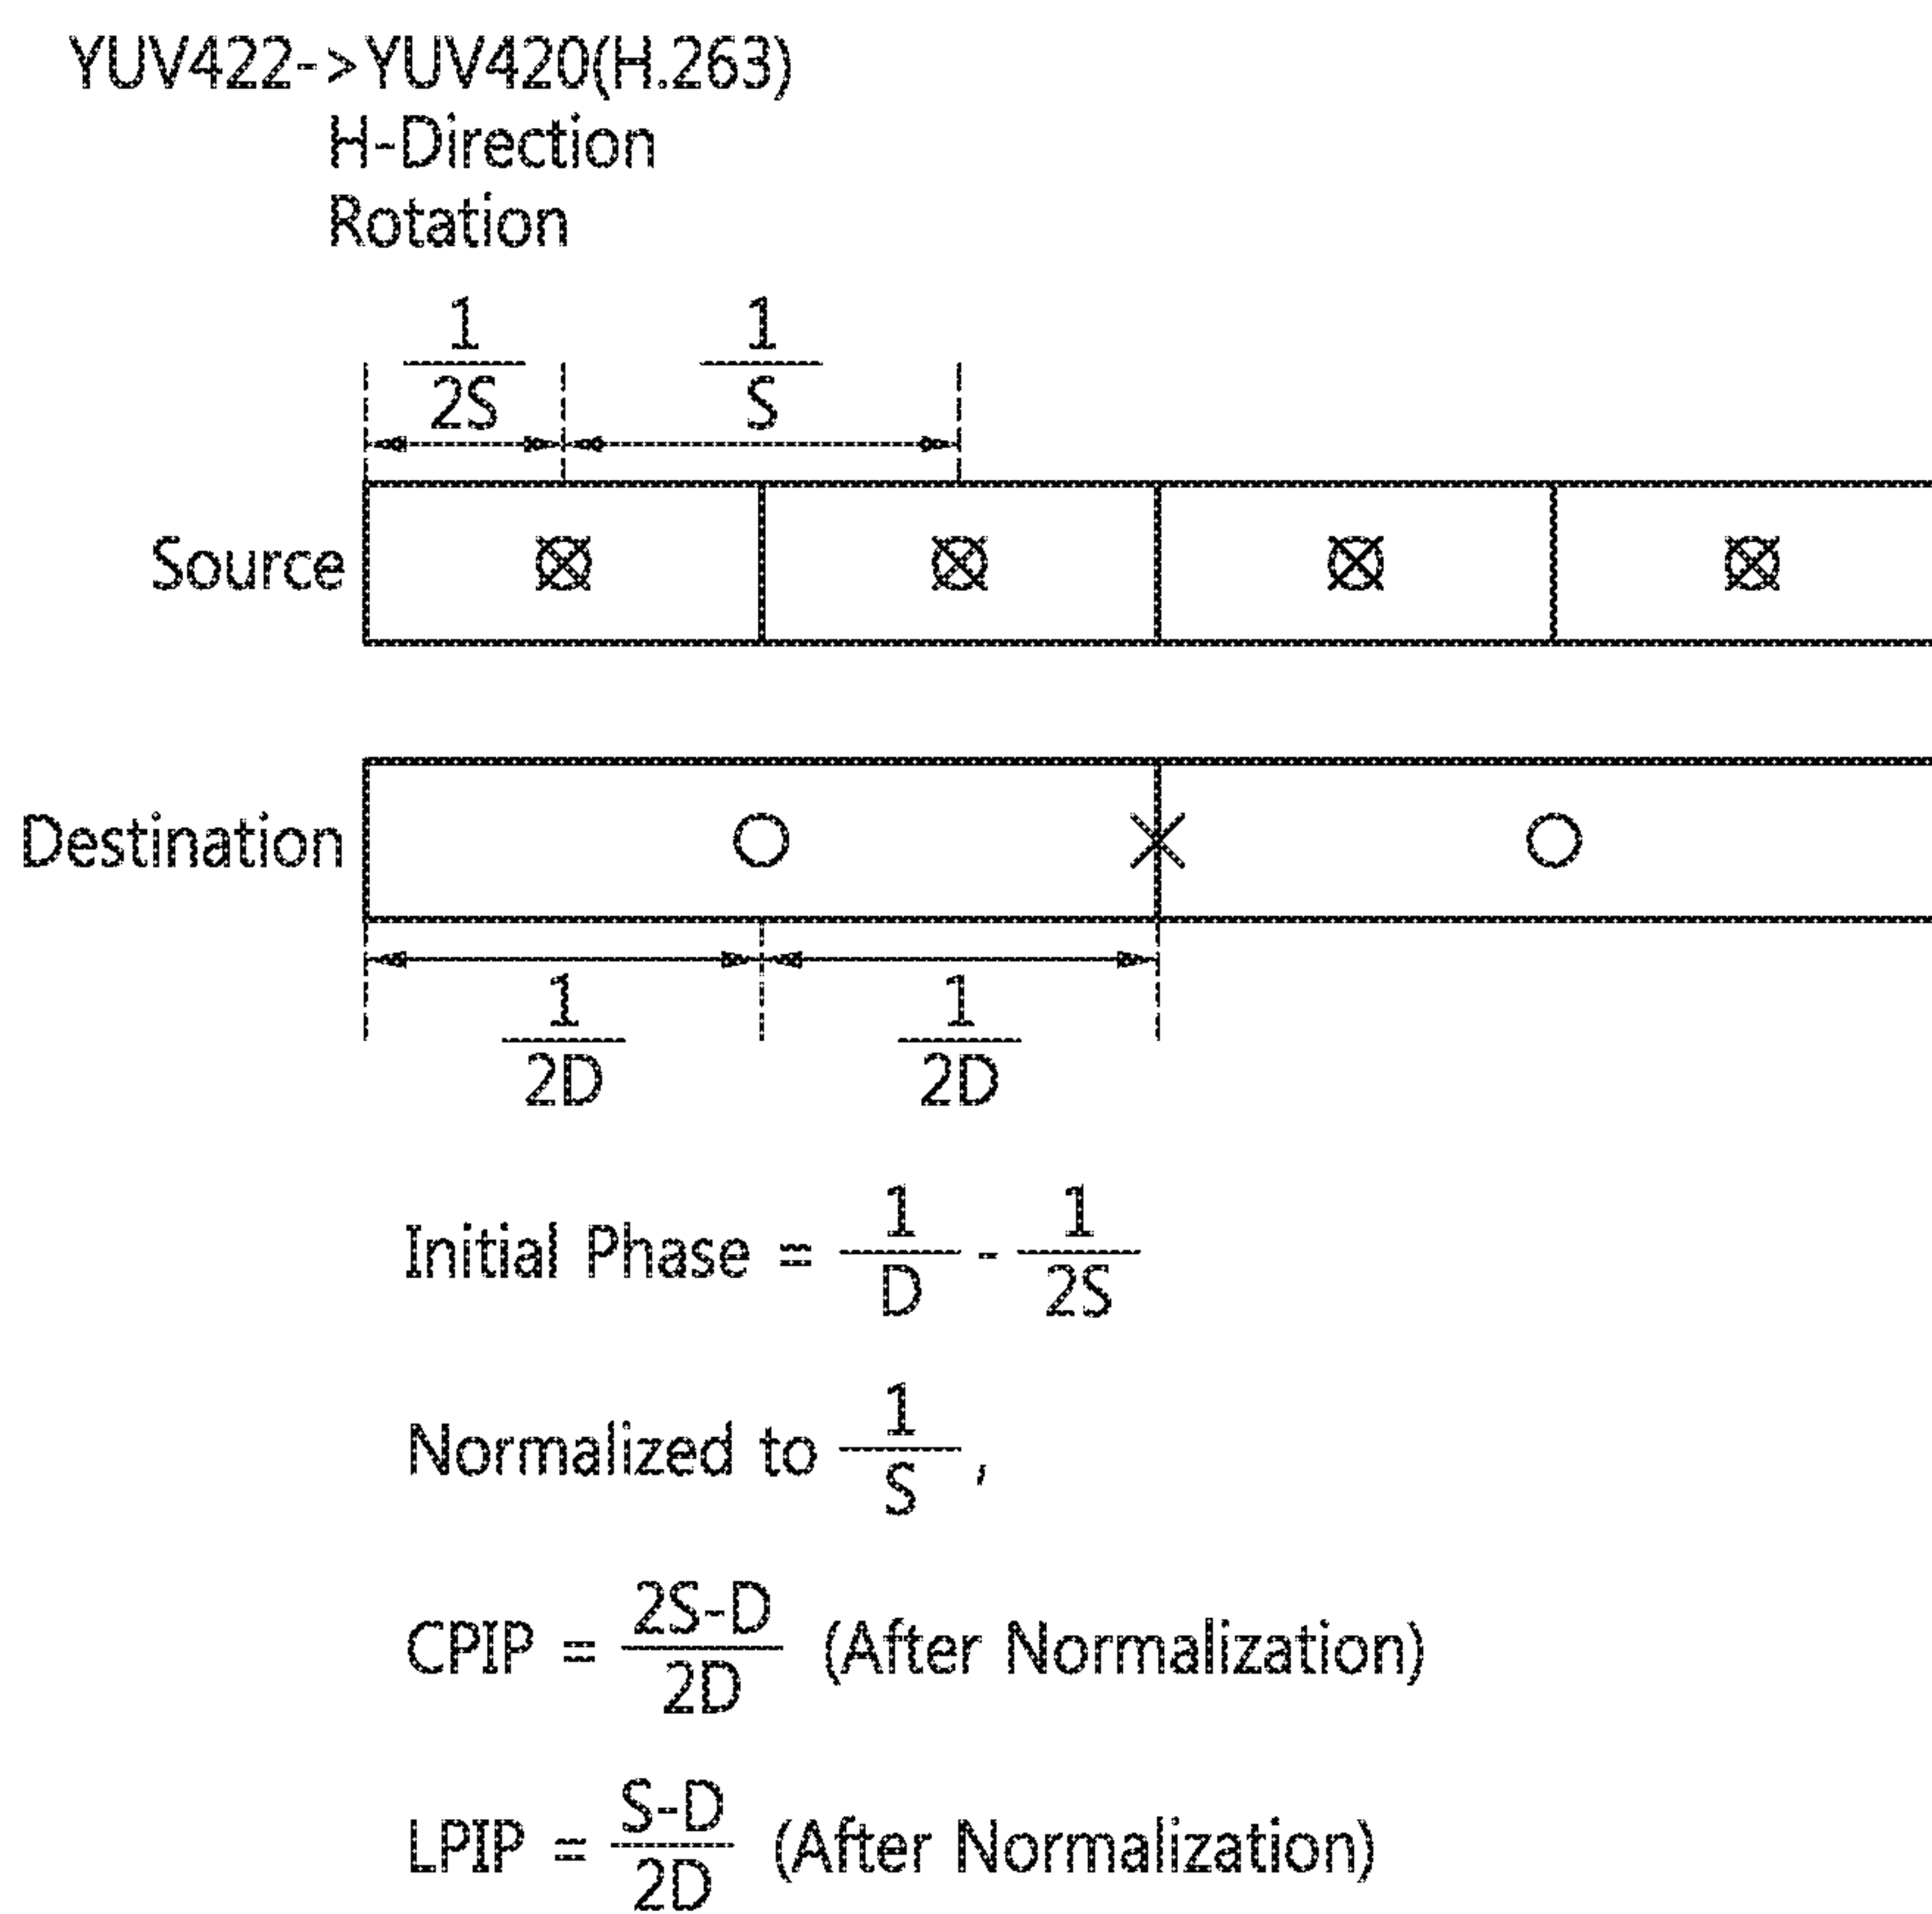 YUV422->YUV420(H.263)
H-Direction
Rotation
1/2S 1/S
Source
Destination
1/2D 1/2D
Initial Phase = 1/D - 1/2S
Normalized to 1/S ,
CPIP = 2S-D/2D (After Normalization)
LPIP = S-D/2D (After Normalization)